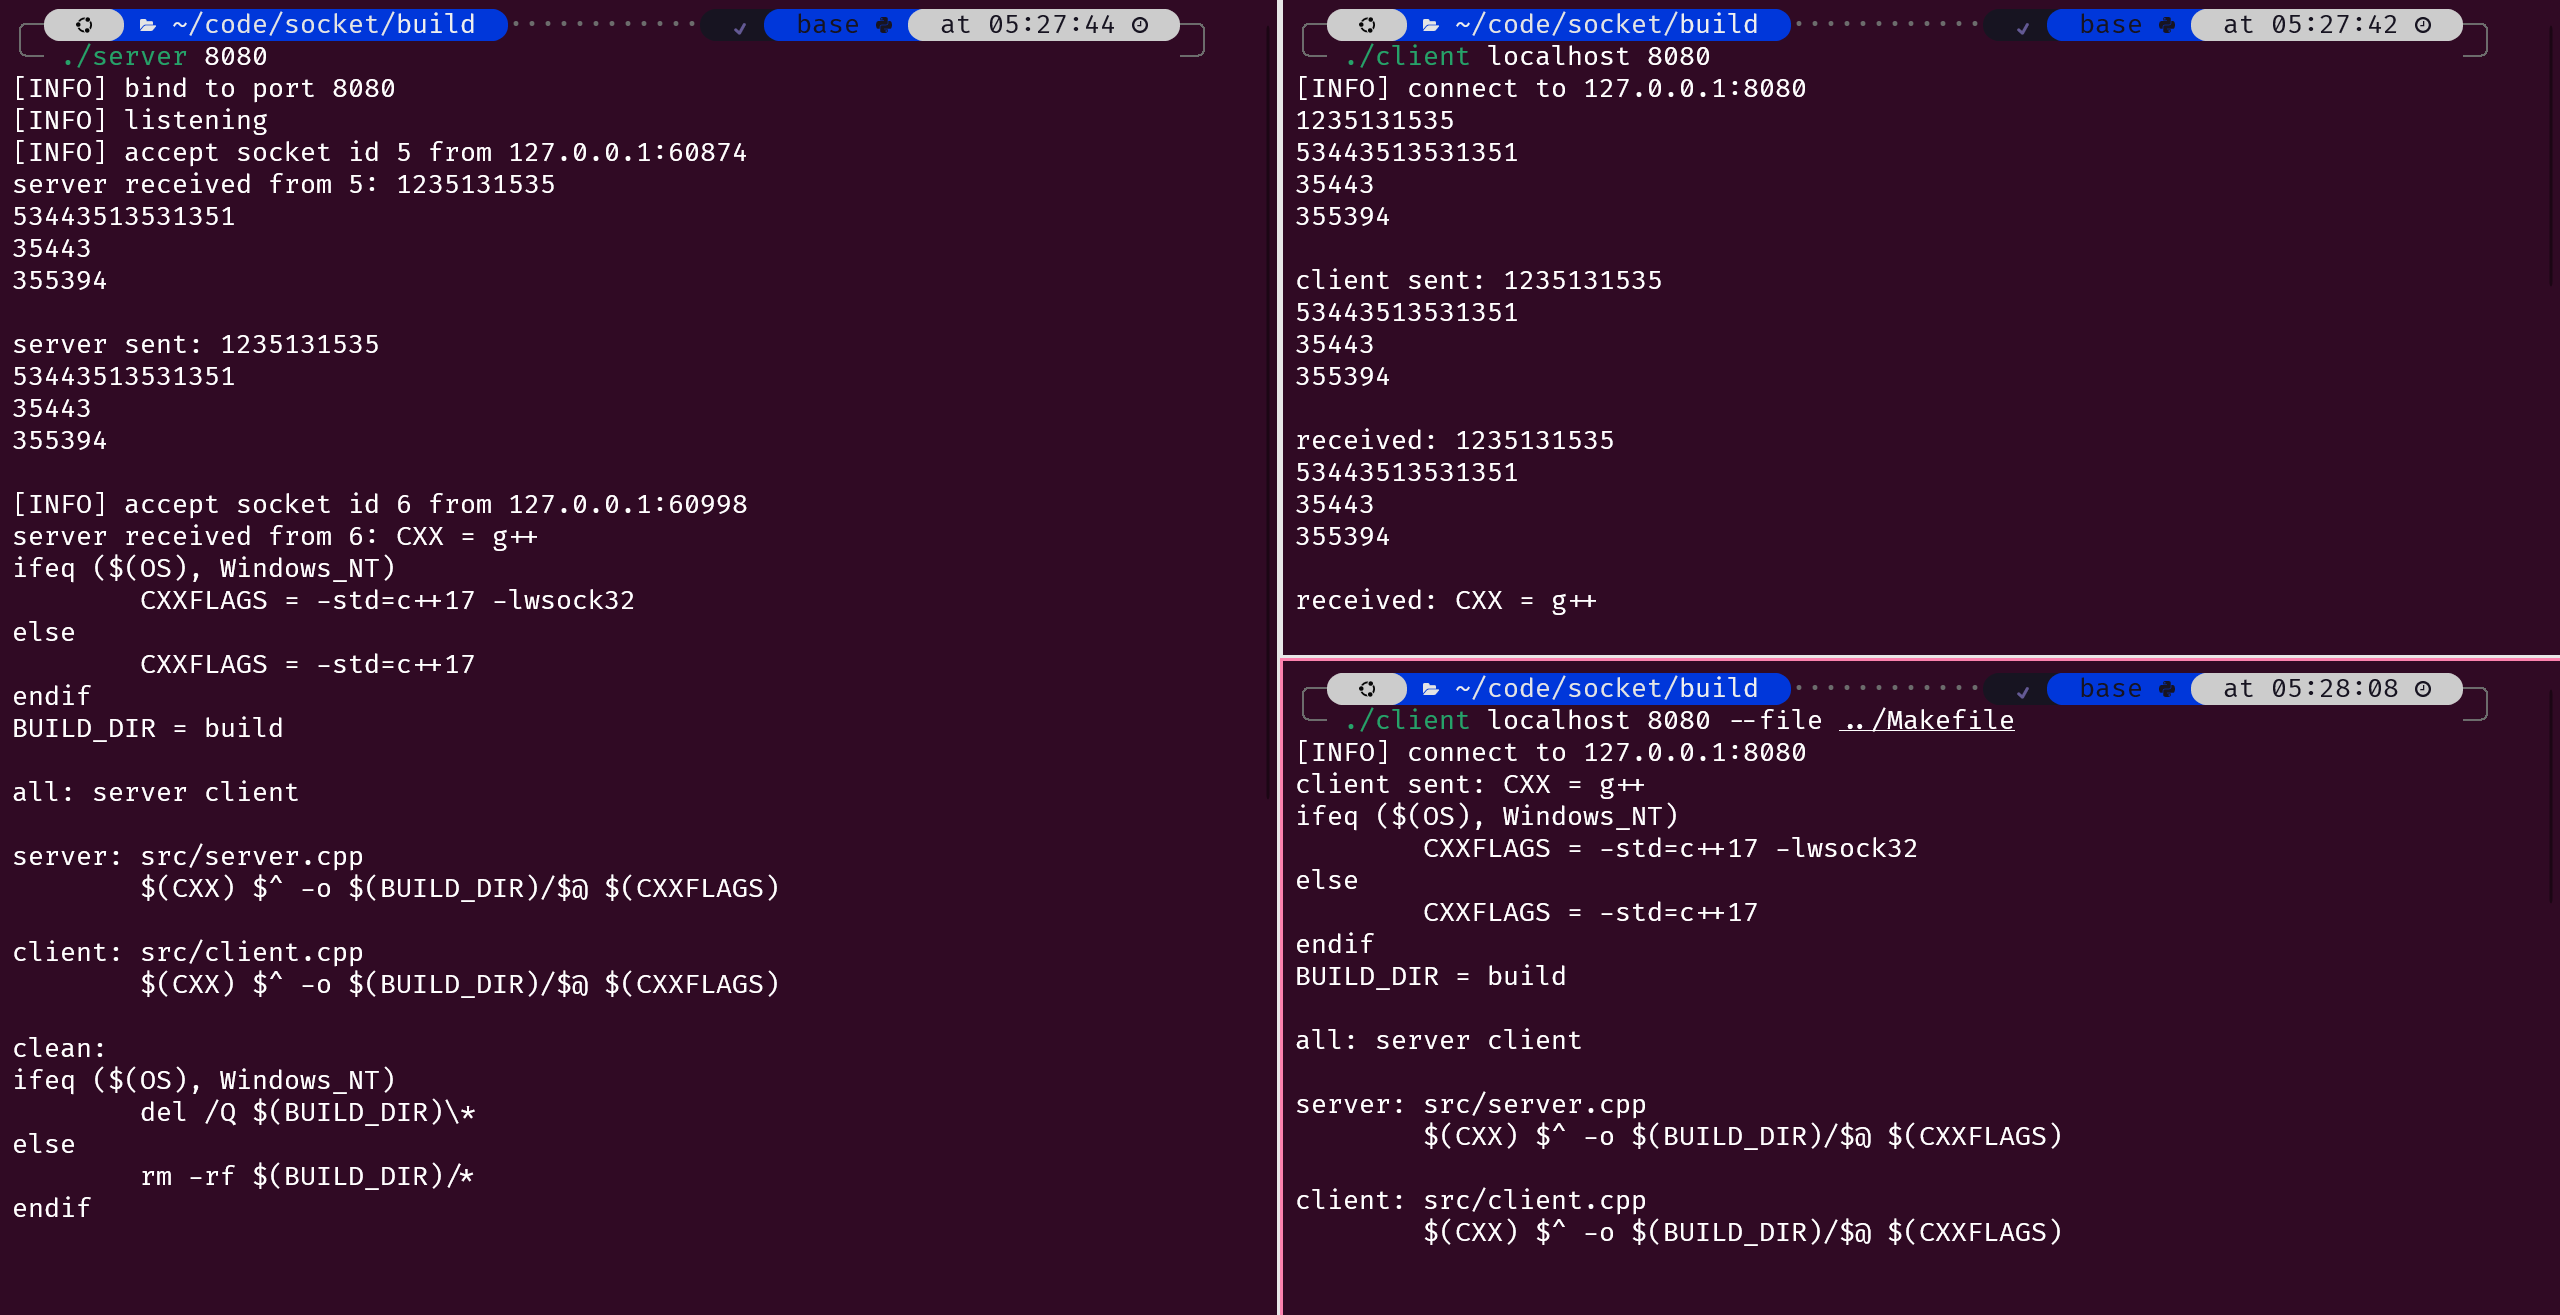 ~/code/socket/build base at 05:27:44
./server 8080
[INFO] bind to port 8080
[INFO] listening
[INFO] accept socket id 5 from 127.0.0.1:60874
server received from 5: 1235131535
53443513531351
35443
355394
server sent: 1235131535
53443513531351
35443
355394
[INFO] accept socket id 6 from 127.0.0.1:60998
server received from 6: CXX = g++
ifeq ($(OS), Windows_NT)
CXXFLAGS = -std=c++17 -lwsock32
else
CXXFLAGS = -std=c++17
endif
BUILD_DIR = build
all: server client
server: src/server.cpp
$(CXX) $^ -o $(BUILD_DIR)/$@ $(CXXFLAGS)
client: src/client.cpp
$(CXX) $^ -o $(BUILD_DIR)/$@ $(CXXFLAGS)
clean:
ifeq ($(OS), Windows_NT)
del /Q $(BUILD_DIR)\*
else
rm -rf $(BUILD_DIR)/*
endif
~/code/socket/build base at 05:27:42
./client localhost 8080
[INFO] connect to 127.0.0.1:8080
1235131535
53443513531351
35443
355394
client sent: 1235131535
53443513531351
35443
355394
received: 1235131535
53443513531351
35443
355394
received: CXX = g++
~/code/socket/build base at 05:28:08
./client localhost 8080 --file ../Makefile
[INFO] connect to 127.0.0.1:8080
client sent: CXX = g++
ifeq ($(OS), Windows_NT)
CXXFLAGS = -std=c++17 -lwsock32
else
CXXFLAGS = -std=c++17
endif
BUILD_DIR = build
all: server client
server: src/server.cpp
$(CXX) $^ -o $(BUILD_DIR)/$@ $(CXXFLAGS)
client: src/client.cpp
$(CXX) $^ -o $(BUILD_DIR)/$@ $(CXXFLAGS)